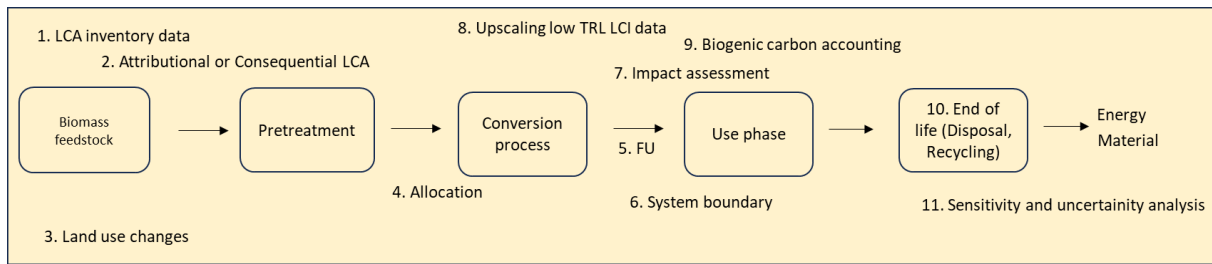 8. Upscaling low TRL LCI data
1. LCA inventory data
9. Biogenic carbon accounting
2. Attributional or Consequential LCA
7. Impact assessment
Biomass
feedstock
Pretreatment
Conversion
process
5. FU
Use phase
10. End of
life (Disposal,
Recycling)
Energy
Material
4. Allocation
6. System boundary
11. Sensitivity and uncertainity analysis
3. Land use changes